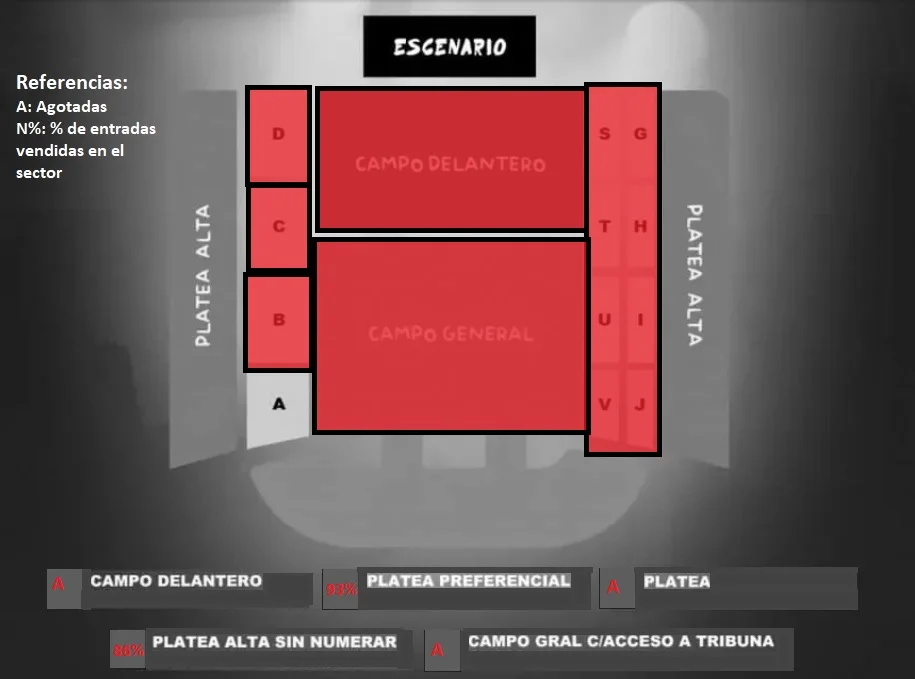 ESCENARIO
Referencias:
A: Agotadas
N%: % de entradas
vendidas en el
sector
D
CAMPO DELANTERO
S G
C
T H
PLATEA ALTA
PLATEA ALTA
B
CAMPO GENERAL
U I
A
V J
A CAMPO DELANTERO
93% PLATEA PREFERENCIAL
A PLATEA
86% PLATEA ALTA SIN NUMERAR
A CAMPO GRAL C/ACCESO A TRIBUNA